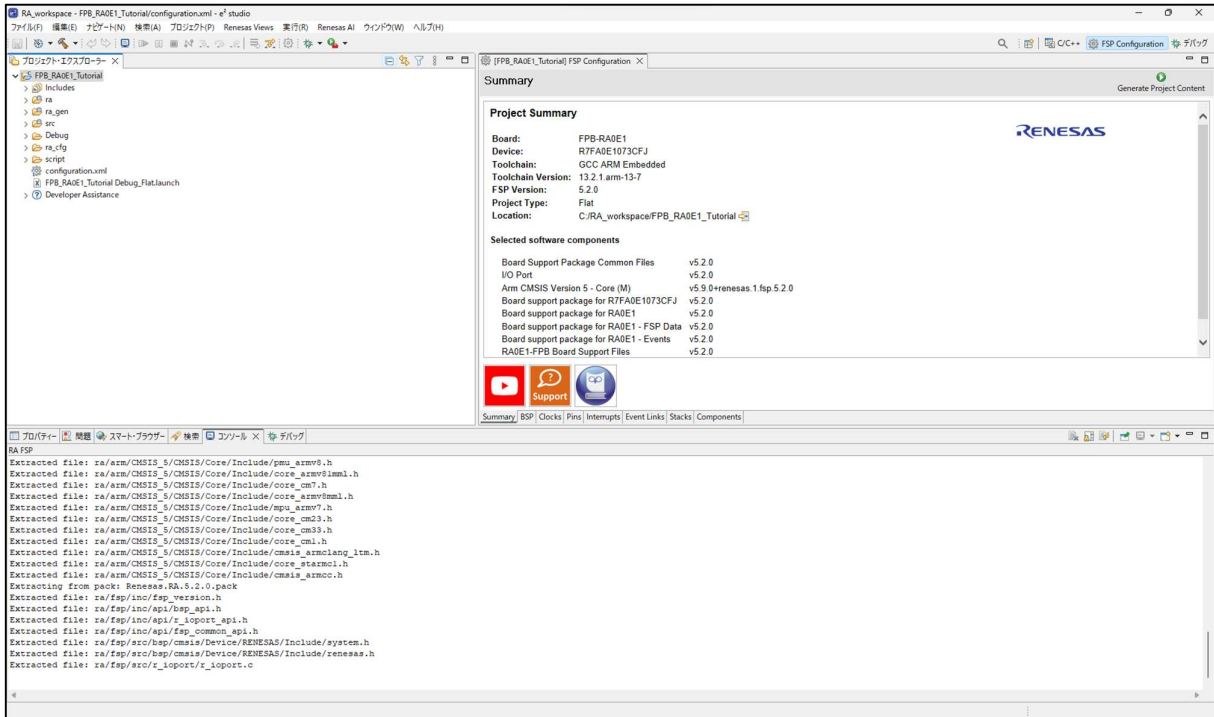 RA_workspace - FPB_RA0E1_Tutorial/configuration.xml - e² studio
ファイル(F) 編集(E) ナビゲート(N) 検索(A) プロジェクト(P) Renesas Views 実行(R) Renesas AI ウィンドウ(W) ヘルプ(H)
C/C++ FSP Configuration デバッグ
プロジェクト・エクスプローラー
FPB_RA0E1_Tutorial
Includes
ra
ra_gen
src
Debug
ra_cfg
script
configuration.xml
FPB_RA0E1_Tutorial Debug_Flat.launch
Developer Assistance
[FPB_RA0E1_Tutorial] FSP Configuration
Summary
Generate Project Content
Project Summary
RENESAS
Board: FPB-RA0E1
Device: R7FA0E1073CFJ
Toolchain: GCC ARM Embedded
Toolchain Version: 13.2.1.arm-13-7
FSP Version: 5.2.0
Project Type: Flat
Location: C:/RA_workspace/FPB_RA0E1_Tutorial
Selected software components
Board Support Package Common Files v5.2.0
I/O Port v5.2.0
Arm CMSIS Version 5 - Core (M) v5.9.0+renesas.1.fsp.5.2.0
Board support package for R7FA0E1073CFJ v5.2.0
Board support package for RA0E1 v5.2.0
Board support package for RA0E1 - FSP Data v5.2.0
Board support package for RA0E1 - Events v5.2.0
RA0E1-FPB Board Support Files v5.2.0
Support
Summary BSP Clocks Pins Interrupts Event Links Stacks Components
プロパティー 問題 スマート・ブラウザー 検索 コンソール デバッグ
RA FSP
Extracted file: ra/arm/CMSIS_5/CMSIS/Core/Include/pmu_armv8.h
Extracted file: ra/arm/CMSIS_5/CMSIS/Core/Include/core_armv81mml.h
Extracted file: ra/arm/CMSIS_5/CMSIS/Core/Include/core_cm7.h
Extracted file: ra/arm/CMSIS_5/CMSIS/Core/Include/core_armv8mml.h
Extracted file: ra/arm/CMSIS_5/CMSIS/Core/Include/mpu_armv7.h
Extracted file: ra/arm/CMSIS_5/CMSIS/Core/Include/core_cm23.h
Extracted file: ra/arm/CMSIS_5/CMSIS/Core/Include/core_cm33.h
Extracted file: ra/arm/CMSIS_5/CMSIS/Core/Include/core_cm1.h
Extracted file: ra/arm/CMSIS_5/CMSIS/Core/Include/cmsis_armclang_ltm.h
Extracted file: ra/arm/CMSIS_5/CMSIS/Core/Include/core_starmc1.h
Extracted file: ra/arm/CMSIS_5/CMSIS/Core/Include/cmsis_armcc.h
Extracting from pack: Renesas.RA.5.2.0.pack
Extracted file: ra/fsp/inc/fsp_version.h
Extracted file: ra/fsp/inc/api/bsp_api.h
Extracted file: ra/fsp/inc/api/r_ioport_api.h
Extracted file: ra/fsp/inc/api/fsp_common_api.h
Extracted file: ra/fsp/src/bsp/cmsis/Device/RENESAS/Include/system.h
Extracted file: ra/fsp/src/bsp/cmsis/Device/RENESAS/Include/renesas.h
Extracted file: ra/fsp/src/r_ioport/r_ioport.c